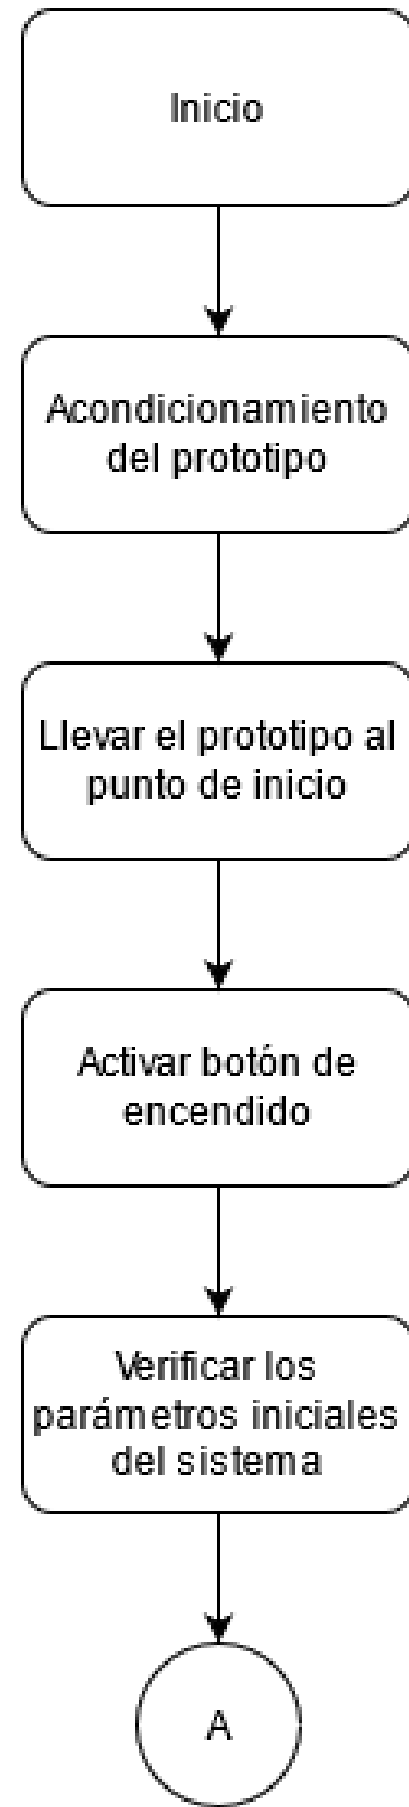 Inicio
Acondicionamiento
del prototipo
Llevar el prototipo al
punto de inicio
Activar botón de
encendido
Verificar los
parámetros iniciales
del sistema
A